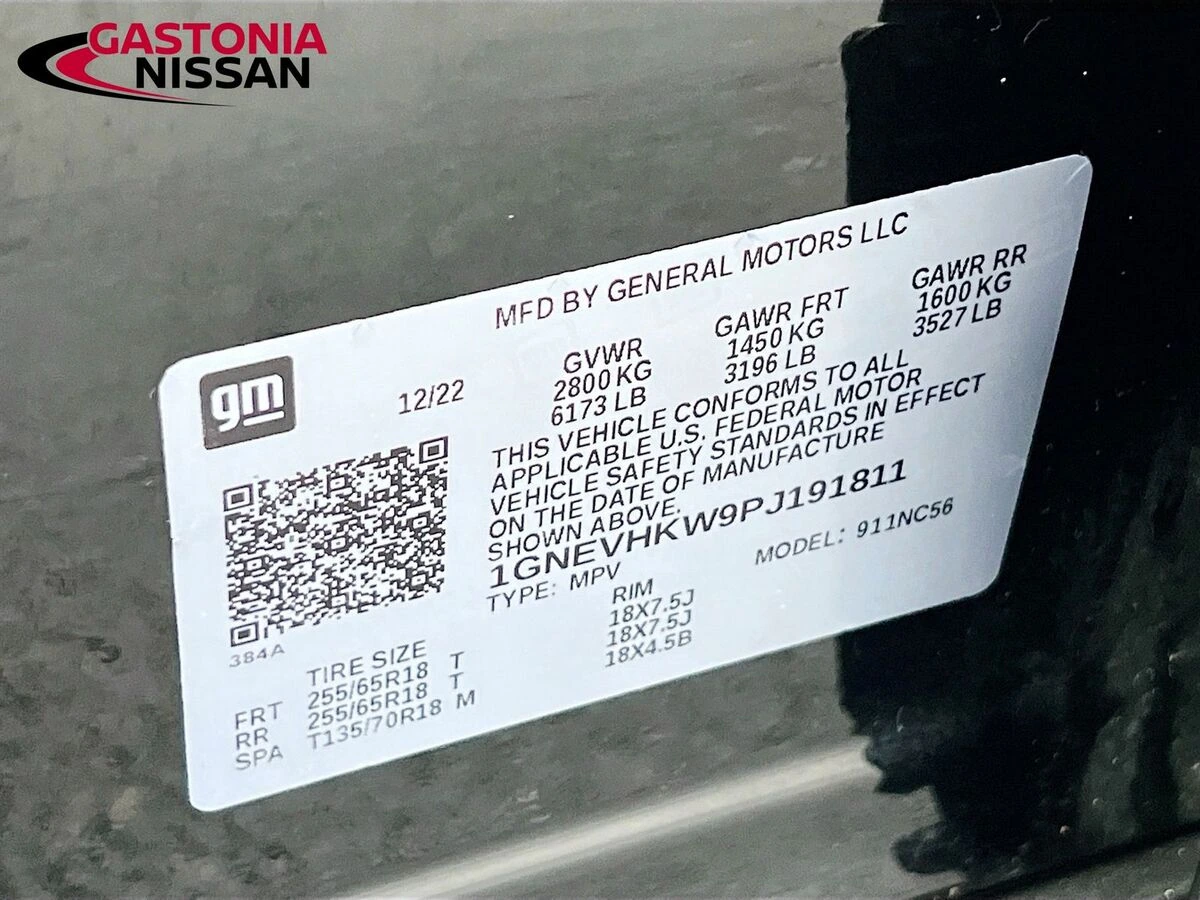 GASTONIA
NISSAN
MFD BY GENERAL MOTORS LLC
gm
12/22
GVWR GAWR FRT GAWR RR
2800 KG 1450 KG 1600 KG
6173 LB 3196 LB 3527 LB
THIS VEHICLE CONFORMS TO ALL
APPLICABLE U.S. FEDERAL MOTOR
VEHICLE SAFETY STANDARDS IN EFFECT
ON THE DATE OF MANUFACTURE
SHOWN ABOVE.
1GNEVHKW9PJ191811
TYPE: MPV MODEL: 911NC56
384A
TIRE SIZE RIM
FRT 255/65R18 T 18X7.5J
RR 255/65R18 T 18X7.5J
SPA T135/70R18 M 18X4.5B